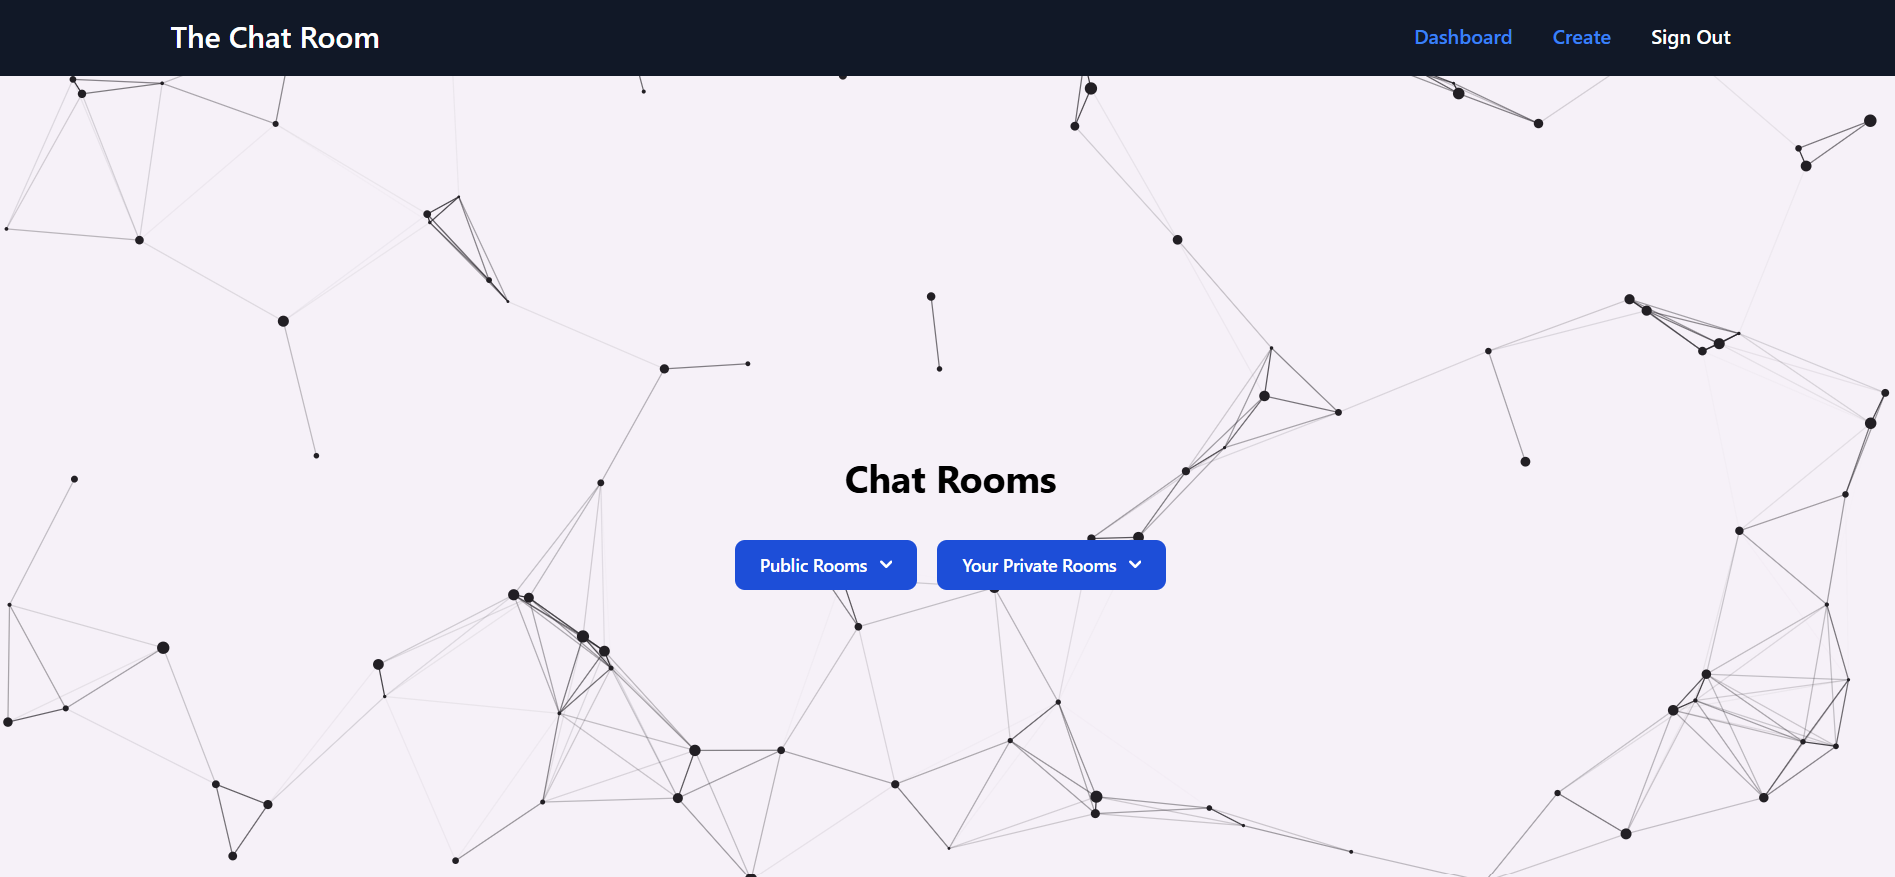 The Chat Room
Dashboard Create Sign Out
Chat Rooms
Public Rooms Your Private Rooms